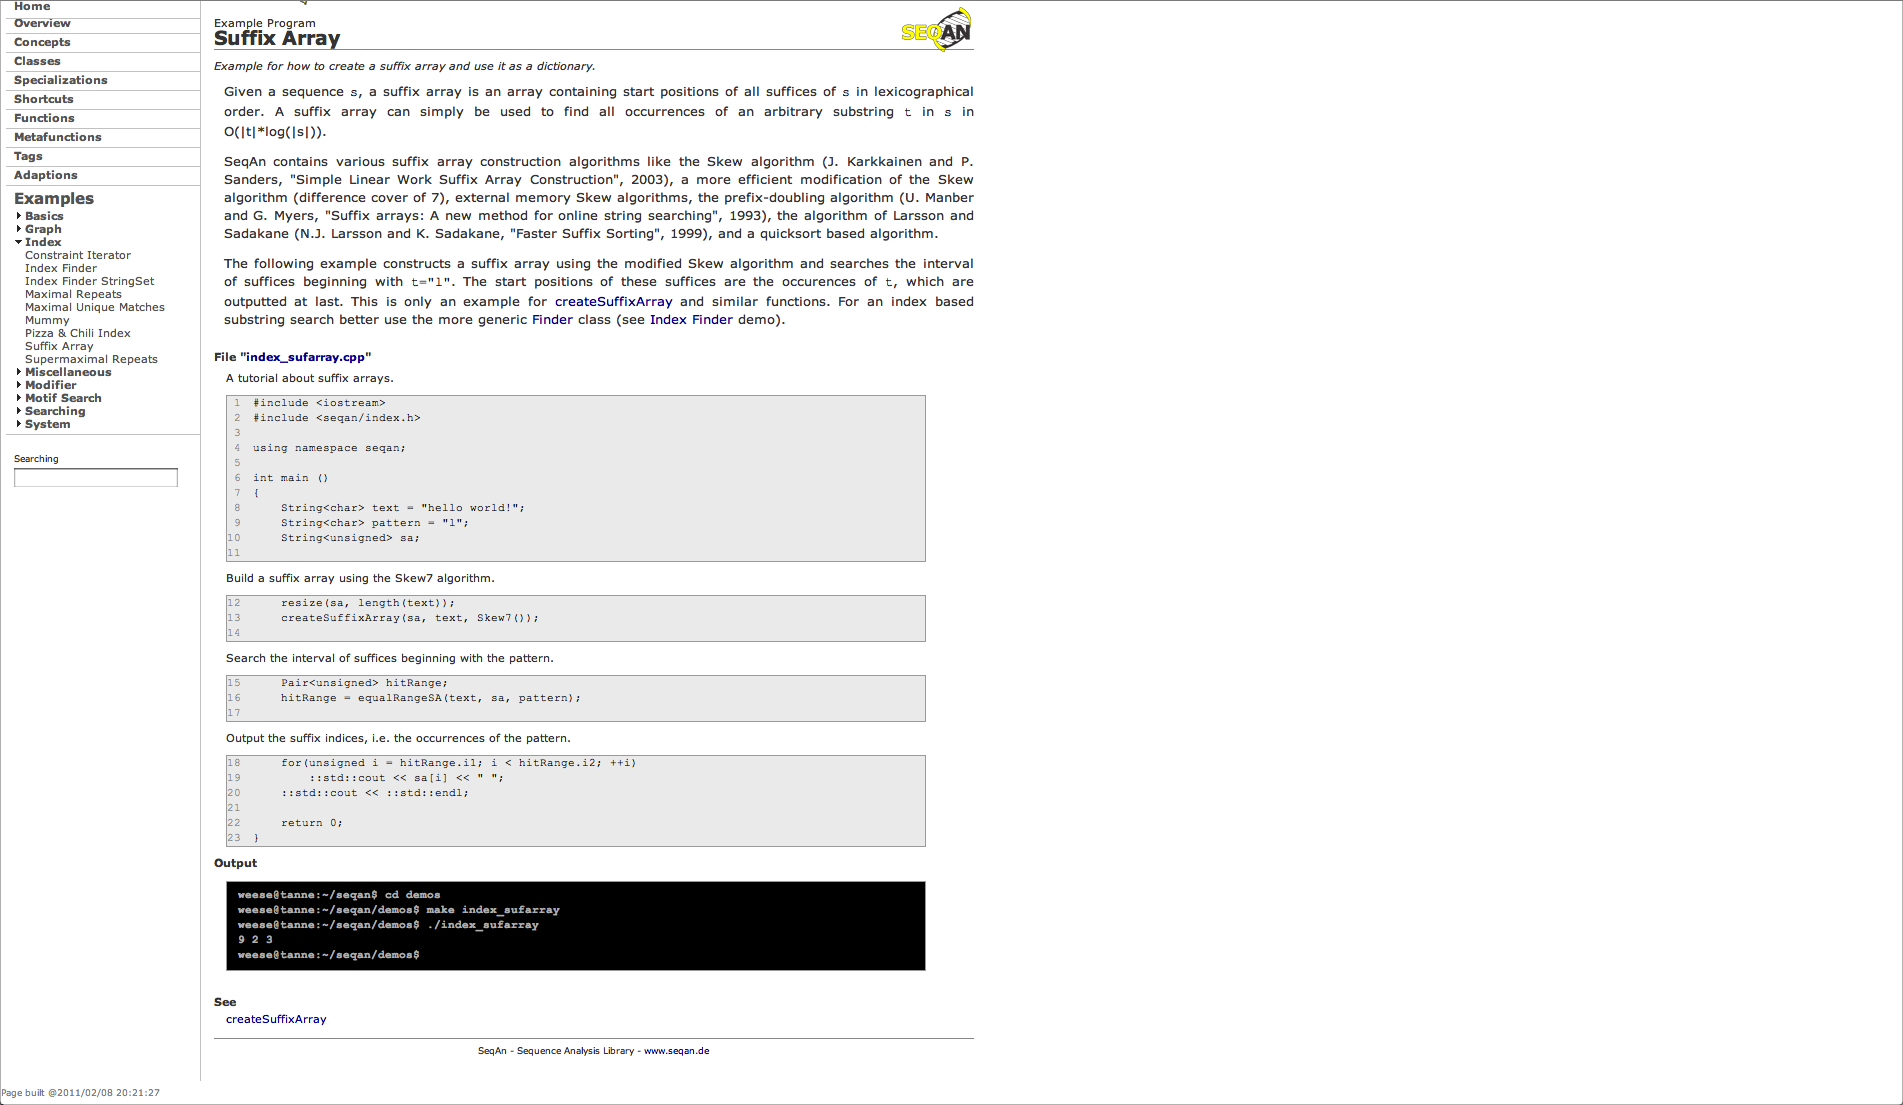 Home
Overview
Concepts
Classes
Specializations
Shortcuts
Functions
Metafunctions
Tags
Adaptions
Examples
Basics
Graph
Index
Constraint Iterator
Index Finder
Index Finder StringSet
Maximal Repeats
Maximal Unique Matches
Mummy
Pizza & Chili Index
Suffix Array
Supermaximal Repeats
Miscellaneous
Modifier
Motif Search
Searching
System
Searching
Example Program
Suffix Array
SEQAN
Example for how to create a suffix array and use it as a dictionary.
Given a sequence s, a suffix array is an array containing start positions of all suffices of s in lexicographical
order. A suffix array can simply be used to find all occurrences of an arbitrary substring t in s in
O(|t|*log(|s|)).
SeqAn contains various suffix array construction algorithms like the Skew algorithm (J. Karkkainen and P.
Sanders, "Simple Linear Work Suffix Array Construction", 2003), a more efficient modification of the Skew
algorithm (difference cover of 7), external memory Skew algorithms, the prefix-doubling algorithm (U. Manber
and G. Myers, "Suffix arrays: A new method for online string searching", 1993), the algorithm of Larsson and
Sadakane (N.J. Larsson and K. Sadakane, "Faster Suffix Sorting", 1999), and a quicksort based algorithm.
The following example constructs a suffix array using the modified Skew algorithm and searches the interval
of suffices beginning with t="l". The start positions of these suffices are the occurences of t, which are
outputted at last. This is only an example for createSuffixArray and similar functions. For an index based
substring search better use the more generic Finder class (see Index Finder demo).
File "index_sufarray.cpp"
A tutorial about suffix arrays.
1 #include <iostream>
2 #include <seqan/index.h>
3
4 using namespace seqan;
5
6 int main ()
7 {
8     String<char> text = "hello world!";
9     String<char> pattern = "l";
10     String<unsigned> sa;
11
Build a suffix array using the Skew7 algorithm.
12     resize(sa, length(text));
13     createSuffixArray(sa, text, Skew7());
14
Search the interval of suffices beginning with the pattern.
15     Pair<unsigned> hitRange;
16     hitRange = equalRangeSA(text, sa, pattern);
17
Output the suffix indices, i.e. the occurrences of the pattern.
18     for(unsigned i = hitRange.i1; i < hitRange.i2; ++i)
19         ::std::cout << sa[i] << " ";
20     ::std::cout << ::std::endl;
21
22     return 0;
23 }
Output
weese@tanne:~/seqan$ cd demos
weese@tanne:~/seqan/demos$ make index_sufarray
weese@tanne:~/seqan/demos$ ./index_sufarray
9 2 3
weese@tanne:~/seqan/demos$
See
createSuffixArray
SeqAn - Sequence Analysis Library - www.seqan.de
Page built @2011/02/08 20:21:27